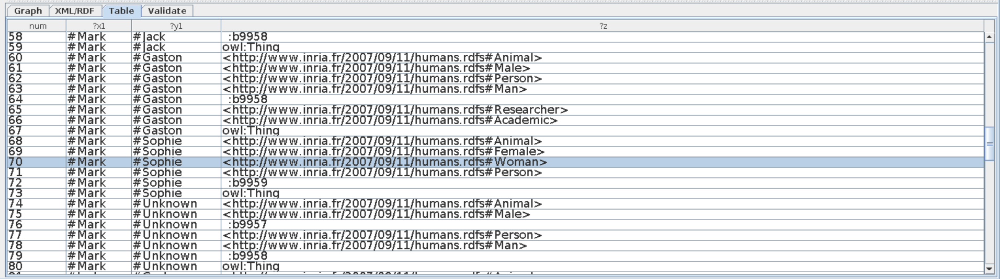 Graph XML/RDF Table Validate
num ?x1 ?y1 ?z
58 #Mark #Jack _:b9958
59 #Mark #Jack owl:Thing
60 #Mark #Gaston <http://www.inria.fr/2007/09/11/humans.rdfs#Animal>
61 #Mark #Gaston <http://www.inria.fr/2007/09/11/humans.rdfs#Male>
62 #Mark #Gaston <http://www.inria.fr/2007/09/11/humans.rdfs#Person>
63 #Mark #Gaston <http://www.inria.fr/2007/09/11/humans.rdfs#Man>
64 #Mark #Gaston _:b9958
65 #Mark #Gaston <http://www.inria.fr/2007/09/11/humans.rdfs#Researcher>
66 #Mark #Gaston <http://www.inria.fr/2007/09/11/humans.rdfs#Academic>
67 #Mark #Gaston owl:Thing
68 #Mark #Sophie <http://www.inria.fr/2007/09/11/humans.rdfs#Animal>
69 #Mark #Sophie <http://www.inria.fr/2007/09/11/humans.rdfs#Female>
70 #Mark #Sophie <http://www.inria.fr/2007/09/11/humans.rdfs#Woman>
71 #Mark #Sophie <http://www.inria.fr/2007/09/11/humans.rdfs#Person>
72 #Mark #Sophie _:b9959
73 #Mark #Sophie owl:Thing
74 #Mark #Unknown <http://www.inria.fr/2007/09/11/humans.rdfs#Animal>
75 #Mark #Unknown <http://www.inria.fr/2007/09/11/humans.rdfs#Male>
76 #Mark #Unknown _:b9957
77 #Mark #Unknown <http://www.inria.fr/2007/09/11/humans.rdfs#Person>
78 #Mark #Unknown <http://www.inria.fr/2007/09/11/humans.rdfs#Man>
79 #Mark #Unknown _:b9958
80 #Mark #Unknown owl:Thing